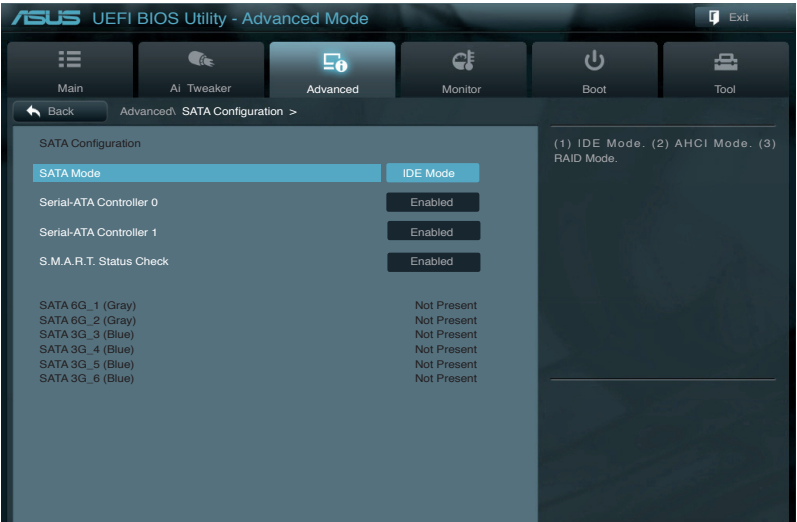 ASUS UEFI BIOS Utility - Advanced Mode
Exit
Main
Ai Tweaker
Advanced
Monitor
Boot
Tool
Back
Advanced\ SATA Configuration >
SATA Configuration
SATA Mode IDE Mode
Serial-ATA Controller 0 Enabled
Serial-ATA Controller 1 Enabled
S.M.A.R.T. Status Check Enabled
SATA 6G_1 (Gray) Not Present
SATA 6G_2 (Gray) Not Present
SATA 3G_3 (Blue) Not Present
SATA 3G_4 (Blue) Not Present
SATA 3G_5 (Blue) Not Present
SATA 3G_6 (Blue) Not Present
(1) IDE Mode. (2) AHCI Mode. (3)
RAID Mode.